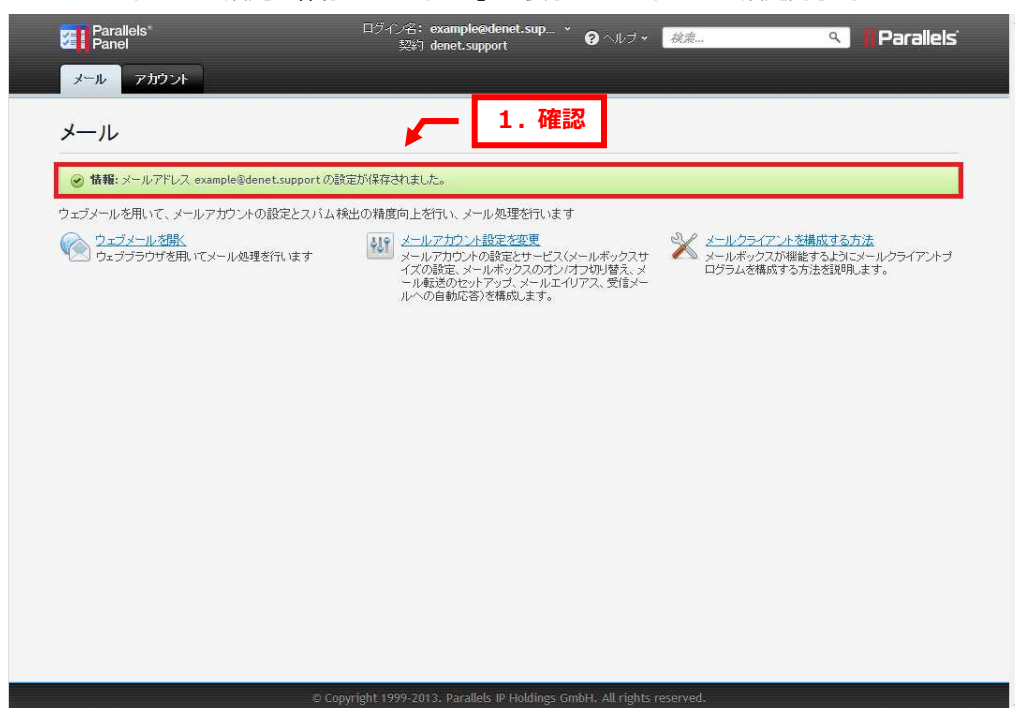 Parallels®
Panel
ログイン名: example@denet.sup...
契約 denet.support
ヘルプ
検索...
Parallels
メール
アカウント
1. 確認
メール
情報: メールアドレス example@denet.support の設定が保存されました。
ウェブメールを用いて、メールアカウントの設定とスパム検出の精度向上を行い、メール処理を行います
ウェブメールを開く
ウェブブラウザを用いてメール処理を行います
メールアカウント設定を変更
メールアカウントの設定とサービス(メールボックスサ
イズの設定、メールボックスのオン/オフ切り替え、メ
ール転送のセットアップ、メールエイリアス、受信メー
ルへの自動応答)を構成します。
メールクライアントを構成する方法
メールボックスが機能するようにメールクライアントプ
ログラムを構成する方法を説明します。
© Copyright 1999-2013. Parallels IP Holdings GmbH. All rights reserved.